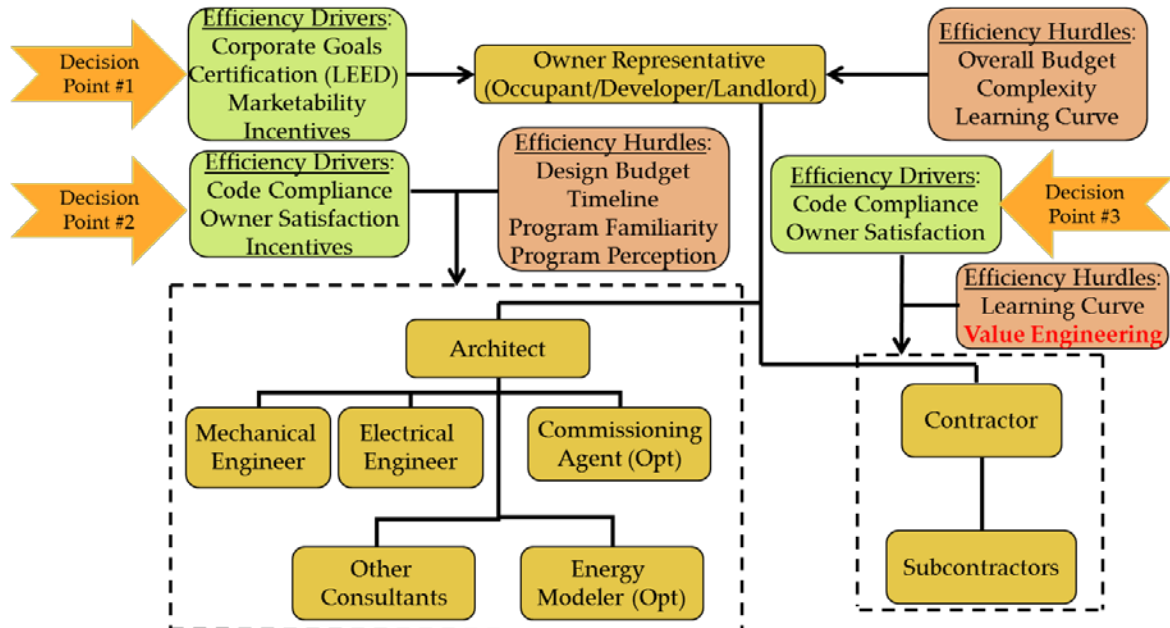 Decision
Point #1
Efficiency Drivers:
Corporate Goals
Certification (LEED)
Marketability
Incentives
Owner Representative
(Occupant/Developer/Landlord)
Efficiency Hurdles:
Overall Budget
Complexity
Learning Curve
Decision
Point #2
Efficiency Drivers:
Code Compliance
Owner Satisfaction
Incentives
Efficiency Hurdles:
Design Budget
Timeline
Program Familiarity
Program Perception
Efficiency Drivers:
Code Compliance
Owner Satisfaction
Decision
Point #3
Efficiency Hurdles:
Learning Curve
Value Engineering
Architect
Mechanical
Engineer
Electrical
Engineer
Commissioning
Agent (Opt)
Other
Consultants
Energy
Modeler (Opt)
Contractor
Subcontractors